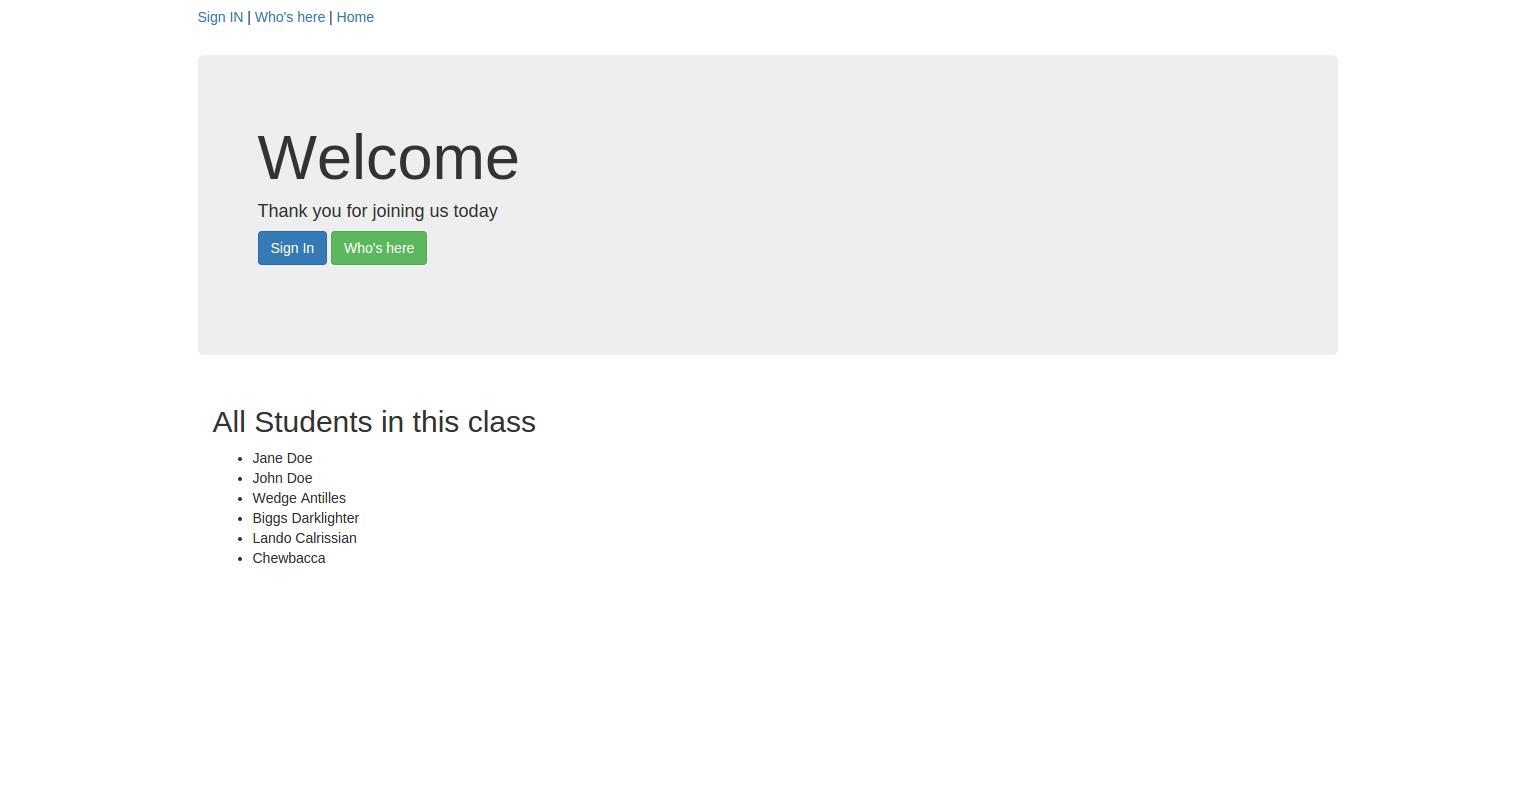 Sign IN | Who's here | Home
Welcome
Thank you for joining us today
Sign In Who's here
All Students in this class
Jane Doe
John Doe
Wedge Antilles
Biggs Darklighter
Lando Calrissian
Chewbacca